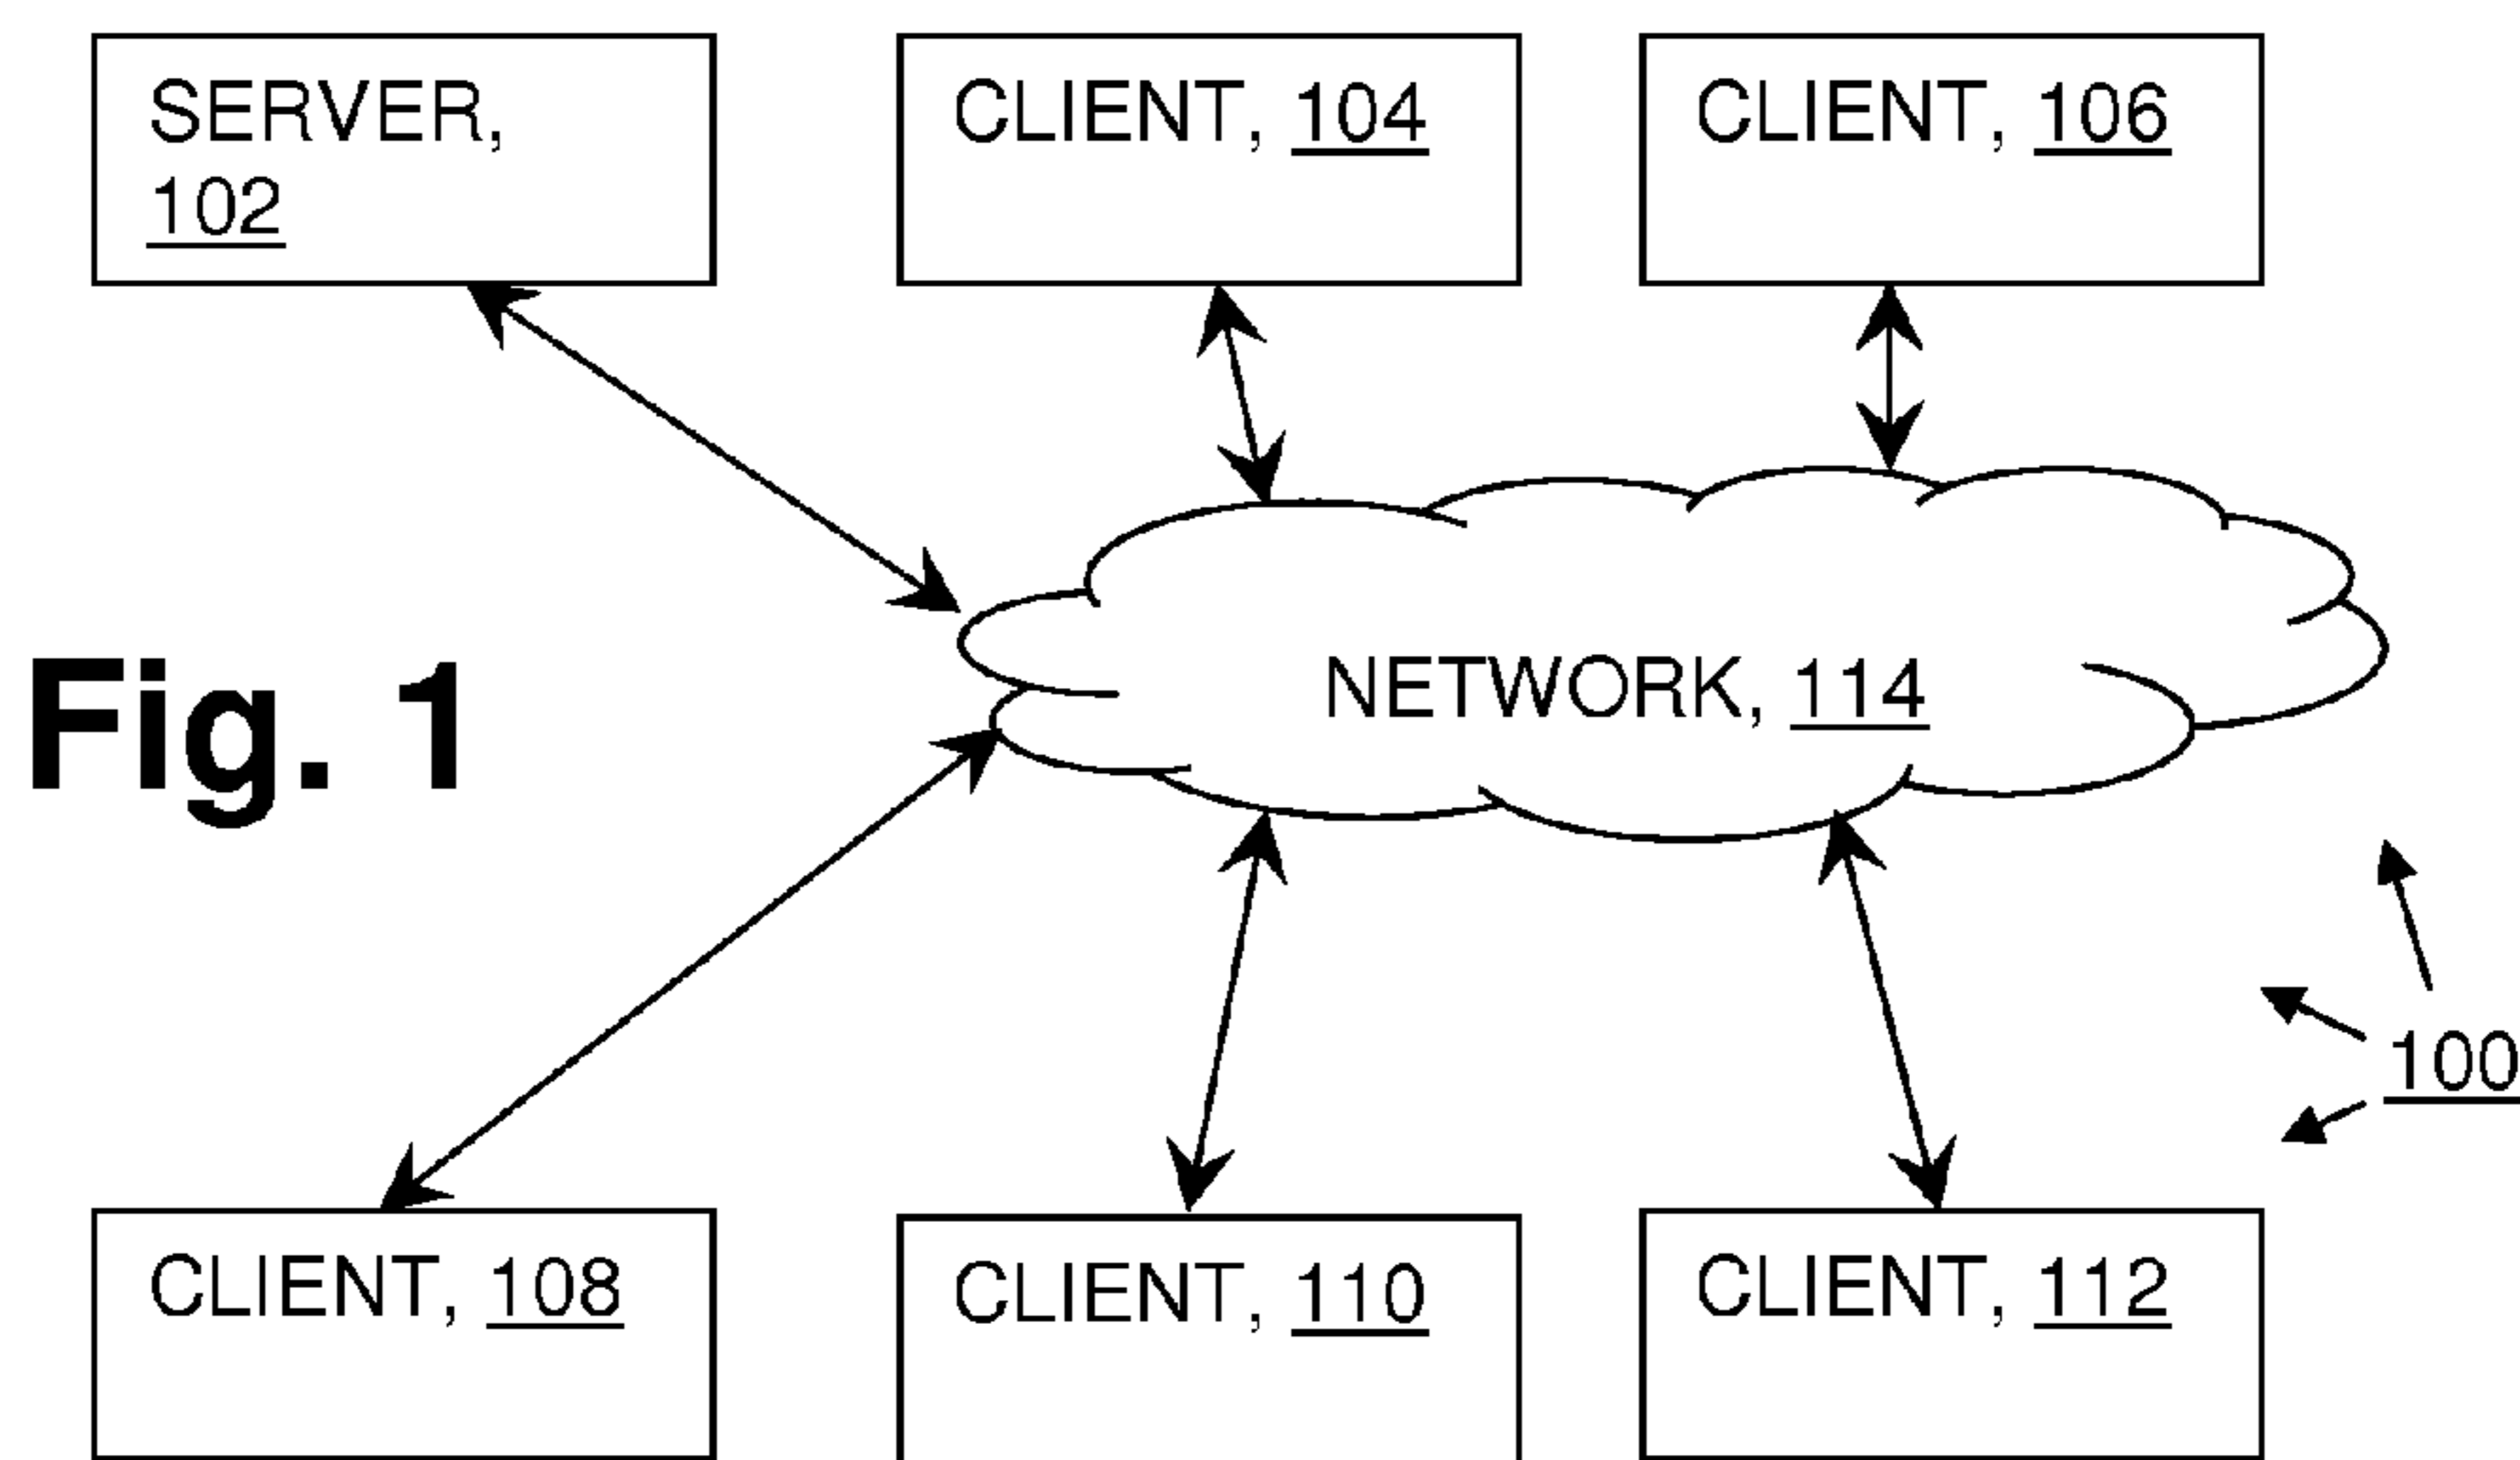 SERVER,
102
CLIENT, 104
CLIENT, 106
Fig. 1
NETWORK, 114
100
CLIENT, 108
CLIENT, 110
CLIENT, 112